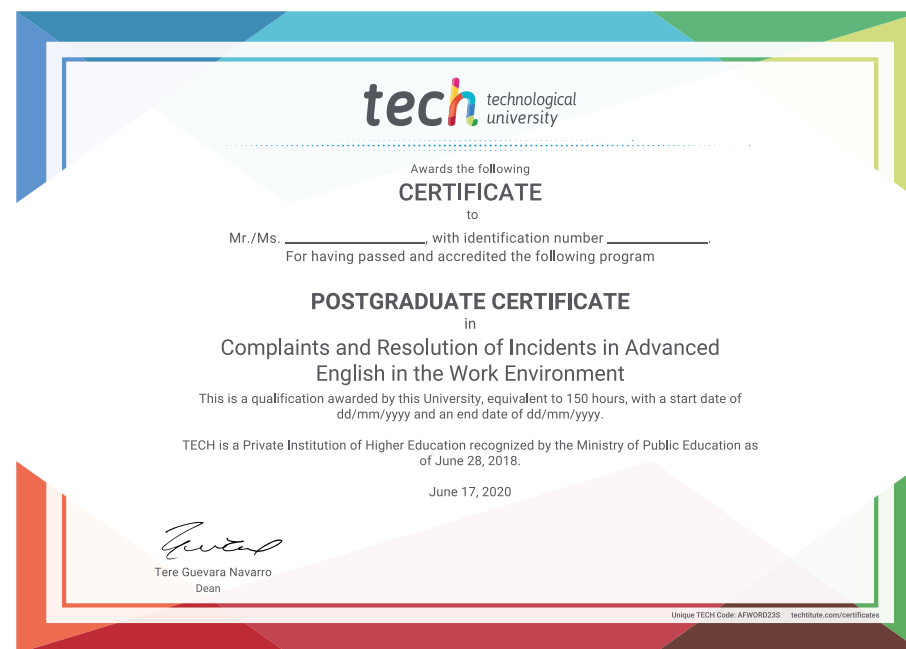 tech technological
university
Awards the following
CERTIFICATE
to
Mr./Ms. ____________________, with identification number ______________.
For having passed and accredited the following program
POSTGRADUATE CERTIFICATE
in
Complaints and Resolution of Incidents in Advanced
English in the Work Environment
This is a qualification awarded by this University, equivalent to 150 hours, with a start date of
dd/mm/yyyy and an end date of dd/mm/yyyy.
TECH is a Private Institution of Higher Education recognized by the Ministry of Public Education as
of June 28, 2018.
June 17, 2020
Tere Guevara Navarro
Dean
Unique TECH Code: AFWORD23S techtitute.com/certificates